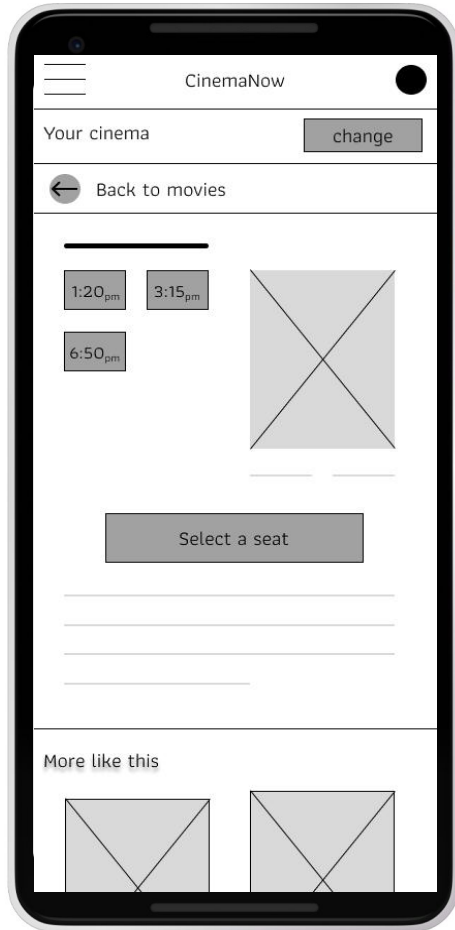 CinemaNow
Your cinema
change
Back to movies
1:20pm 3:15pm
6:50pm
Select a seat
More like this